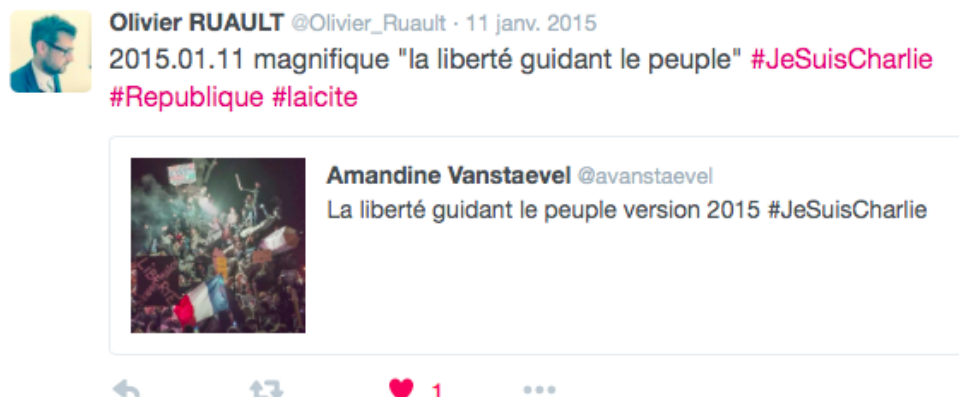 Olivier RUAULT @Olivier_Ruault · 11 janv. 2015
2015.01.11 magnifique "la liberté guidant le peuple" #JeSuisCharlie
#Republique #laicite
Amandine Vanstaevel @avanstaevel
La liberté guidant le peuple version 2015 #JeSuisCharlie
1